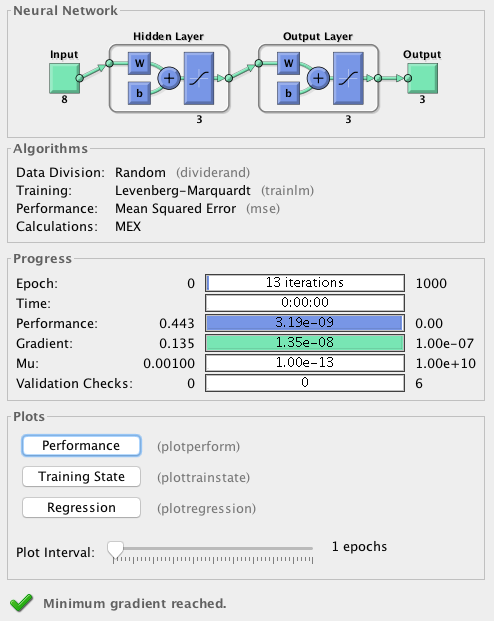 Neural Network
Hidden Layer Output Layer
Input Output
W W
b b
8 3 3 3
Algorithms
Data Division: Random (dividerand)
Training: Levenberg-Marquardt (trainlm)
Performance: Mean Squared Error (mse)
Calculations: MEX
Progress
Epoch: 0 13 iterations 1000
Time: 0:00:00
Performance: 0.443 3.19e-09 0.00
Gradient: 0.135 1.35e-08 1.00e-07
Mu: 0.00100 1.00e-13 1.00e+10
Validation Checks: 0 0 6
Plots
Performance (plotperform)
Training State (plottrainstate)
Regression (plotregression)
Plot Interval: 1 epochs
Minimum gradient reached.